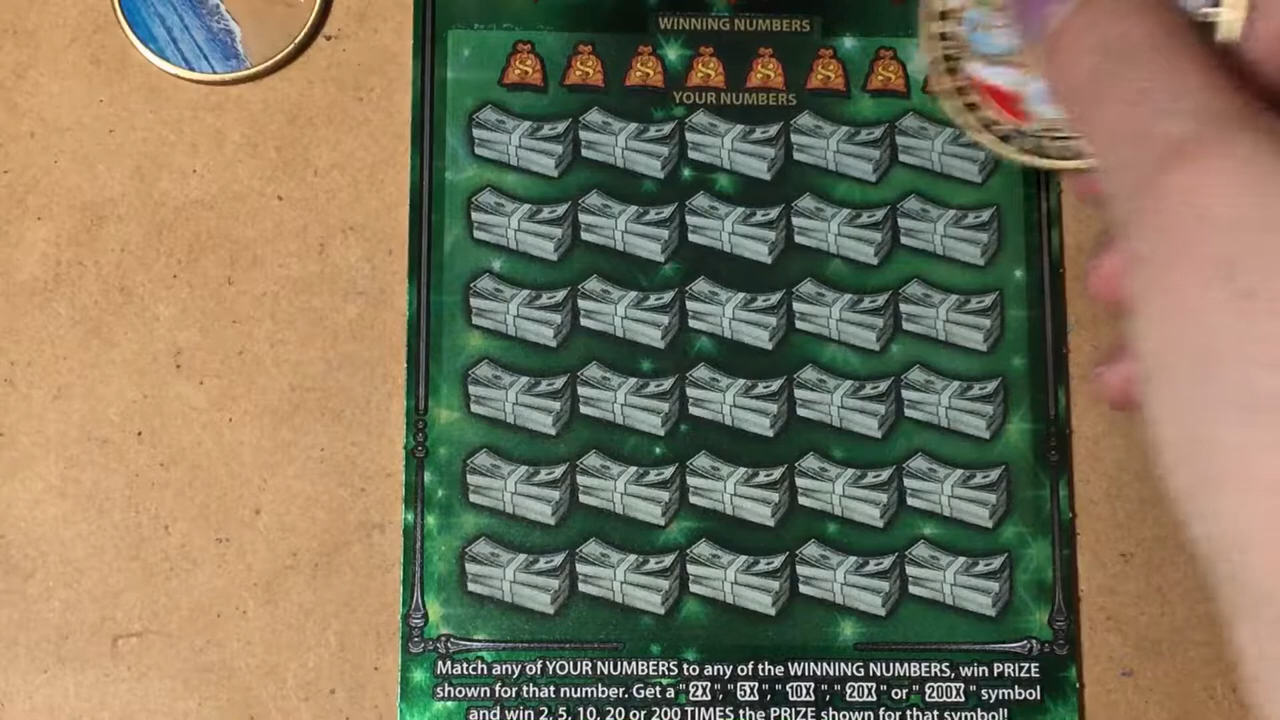 WINNING NUMBERS
YOUR NUMBERS
Match any of YOUR NUMBERS to any of the WINNING NUMBERS, win PRIZE
shown for that number. Get a "2X", "5X", "10X", "20X" or "200X" symbol
and win 2, 5, 10, 20 or 200 TIMES the PRIZE shown for that symbol!